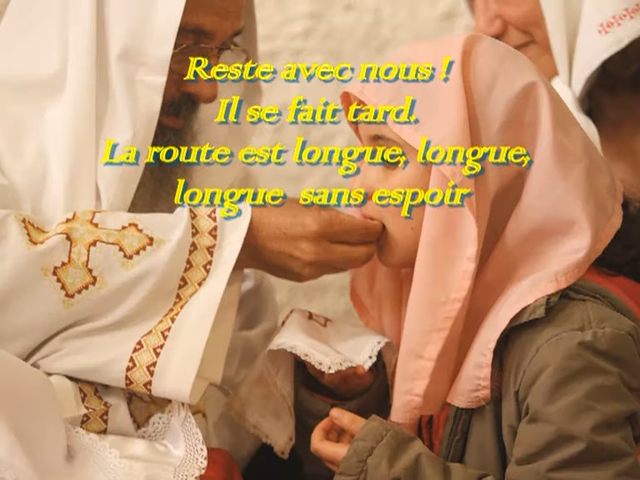 Reste avec nous !
Il se fait tard.
La route est longue, longue,
longue sans espoir